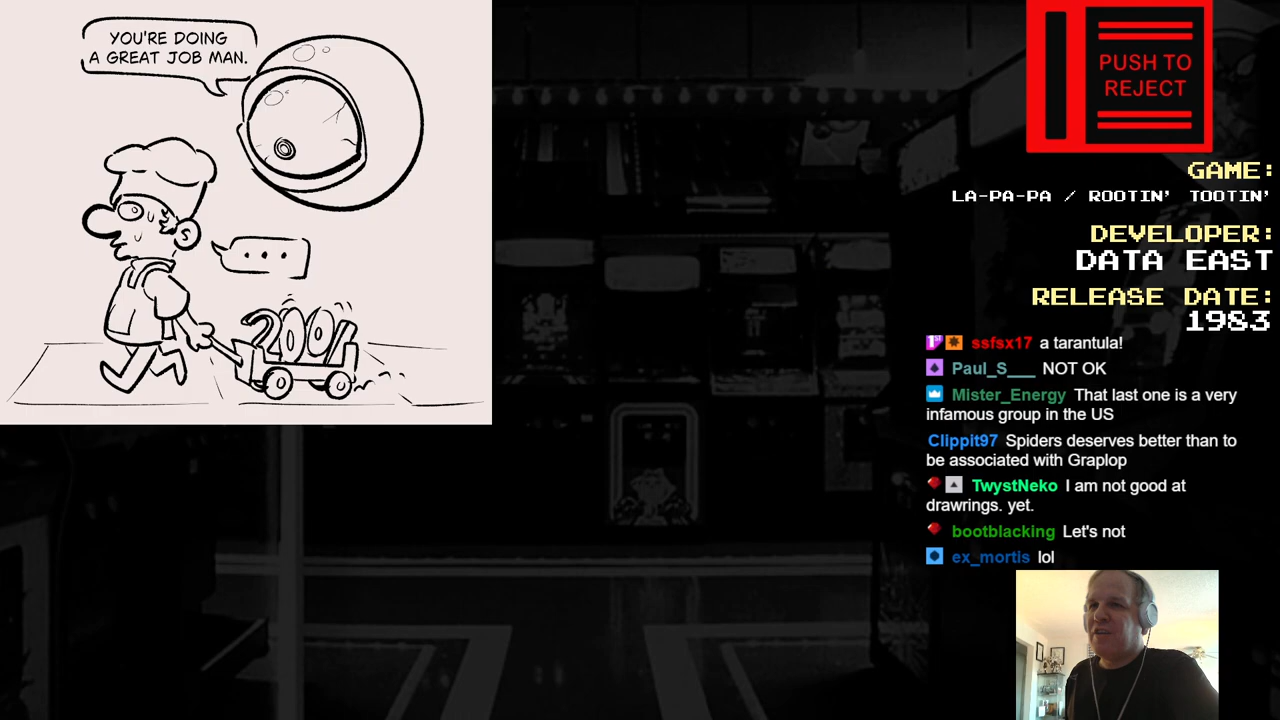 YOU'RE DOING
A GREAT JOB MAN.
...
200%
PUSH TO
REJECT
GAME:
LA-PA-PA / ROOTIN' TOOTIN'
DEVELOPER:
DATA EAST
RELEASE DATE:
1983
ssfsx17 a tarantula!
Paul_S___ NOT OK
Mister_Energy That last one is a very
infamous group in the US
Clippit97 Spiders deserves better than to
be associated with Graplop
TwystNeko I am not good at
drawrings. yet.
bootblacking Let's not
ex_mortis lol